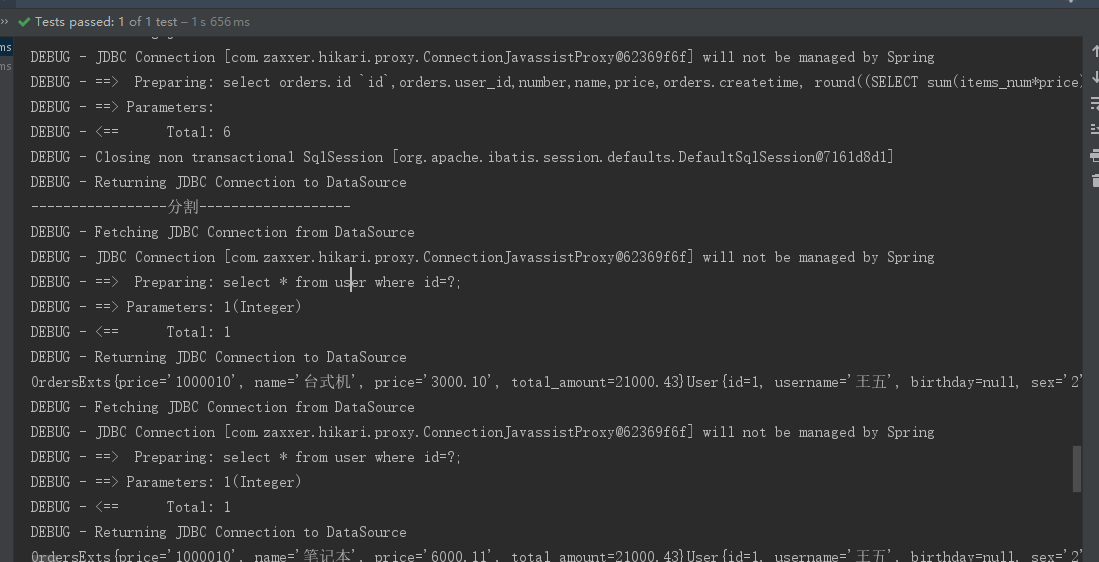 Tests passed: 1 of 1 test – 1 s 656 ms
ms
ms
DEBUG - JDBC Connection [com.zaxxer.hikari.proxy.ConnectionJavassistProxy@62369f6f] will not be managed by Spring
DEBUG - ==>  Preparing: select orders.id `id`,orders.user_id,number,name,price,orders.createtime, round((SELECT sum(items_num*price)
DEBUG - ==> Parameters:
DEBUG - <==      Total: 6
DEBUG - Closing non transactional SqlSession [org.apache.ibatis.session.defaults.DefaultSqlSession@7161d8d1]
DEBUG - Returning JDBC Connection to DataSource
-----------------分割-------------------
DEBUG - Fetching JDBC Connection from DataSource
DEBUG - JDBC Connection [com.zaxxer.hikari.proxy.ConnectionJavassistProxy@62369f6f] will not be managed by Spring
DEBUG - ==>  Preparing: select * from user where id=?;
DEBUG - ==> Parameters: 1(Integer)
DEBUG - <==      Total: 1
DEBUG - Returning JDBC Connection to DataSource
OrdersExts{price='1000010', name='台式机', price='3000.10', total_amount=21000.43}User{id=1, username='王五', birthday=null, sex='2'
DEBUG - Fetching JDBC Connection from DataSource
DEBUG - JDBC Connection [com.zaxxer.hikari.proxy.ConnectionJavassistProxy@62369f6f] will not be managed by Spring
DEBUG - ==>  Preparing: select * from user where id=?;
DEBUG - ==> Parameters: 1(Integer)
DEBUG - <==      Total: 1
DEBUG - Returning JDBC Connection to DataSource
OrdersExts{price='1000010', name='笔记本', price='6000.11', total_amount=21000.43}User{id=1, username='王五', birthday=null, sex='2'